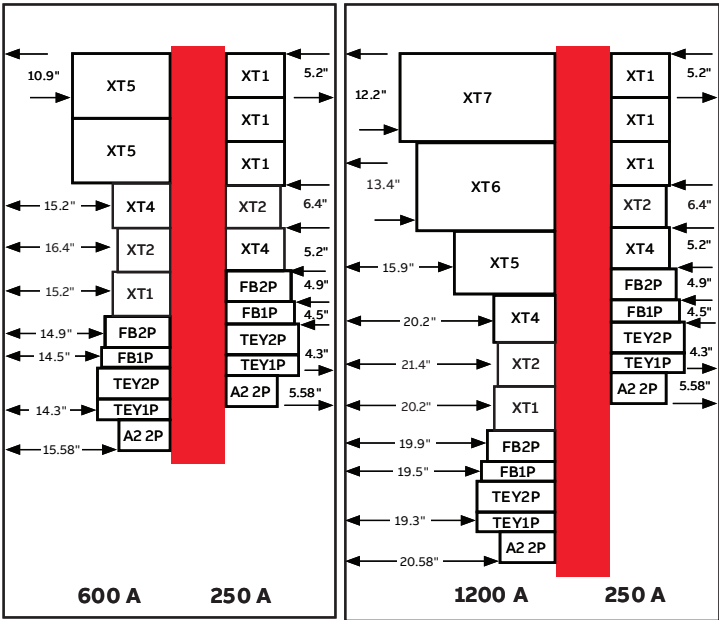 10.9"
XT5
XT5
15.2"
XT4
16.4"
XT2
15.2"
XT1
14.9"
FB2P
14.5"
FB1P
TEY2P
14.3"
TEY1P
15.58"
A2 2P
XT1
5.2"
XT1
XT1
XT2
6.4"
XT4
5.2"
FB2P
4.9"
FB1P
4.5"
TEY2P
4.3"
TEY1P
A2 2P
5.58"
600 A
250 A
12.2"
XT7
13.4"
XT6
15.9"
XT5
20.2"
XT4
21.4"
XT2
20.2"
XT1
19.9"
FB2P
19.5"
FB1P
TEY2P
19.3"
TEY1P
20.58"
A2 2P
XT1
5.2"
XT1
XT1
XT2
6.4"
XT4
5.2"
FB2P
4.9"
FB1P
4.5"
TEY2P
4.3"
TEY1P
A2 2P
5.58"
1200 A
250 A